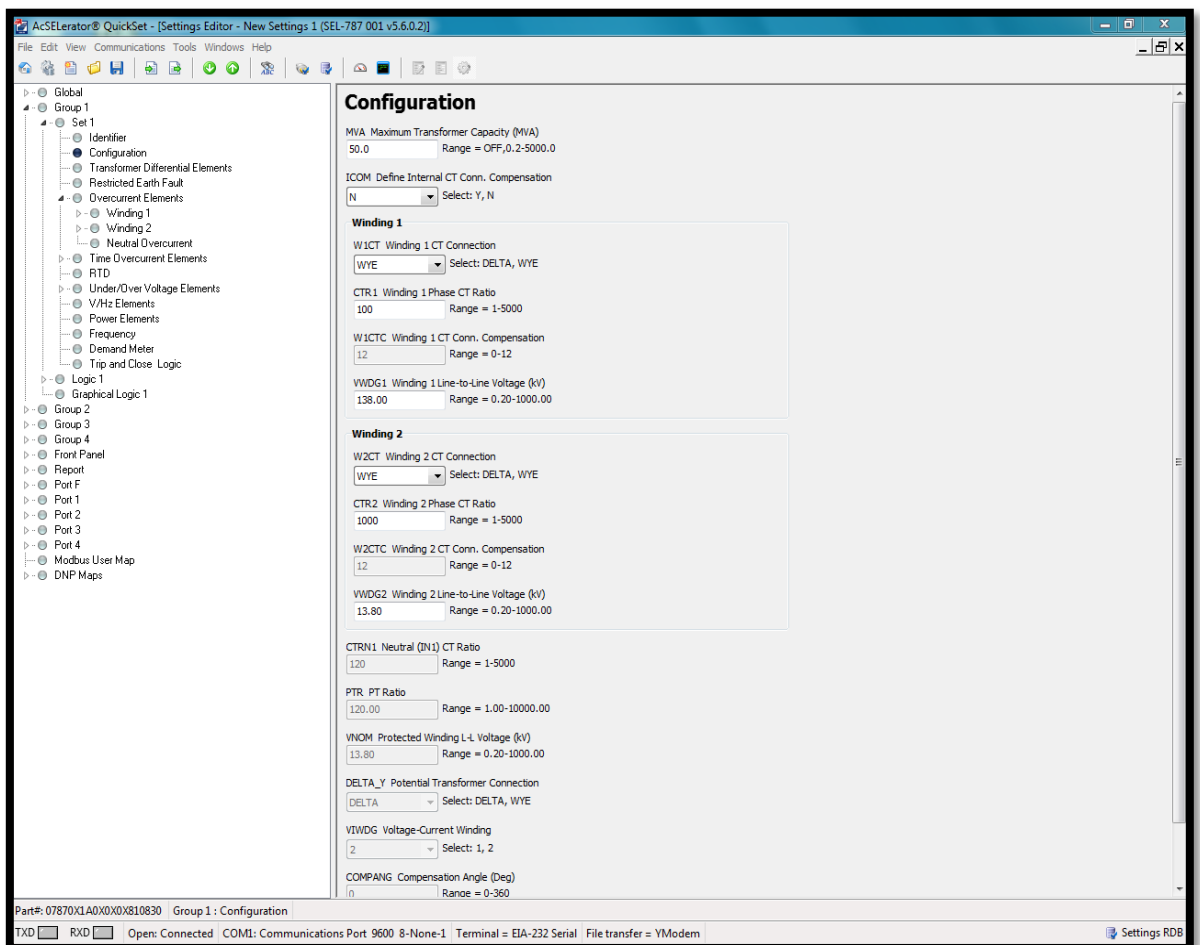 AcSELerator® QuickSet - [Settings Editor - New Settings 1 (SEL-787 001 v5.6.0.2)]
File Edit View Communications Tools Windows Help
Global
Group 1
Set 1
Identifier
Configuration
Transformer Differential Elements
Restricted Earth Fault
Overcurrent Elements
Winding 1
Winding 2
Neutral Overcurrent
Time Overcurrent Elements
RTD
Under/Over Voltage Elements
V/Hz Elements
Power Elements
Frequency
Demand Meter
Trip and Close Logic
Logic 1
Graphical Logic 1
Group 2
Group 3
Group 4
Front Panel
Report
Port F
Port 1
Port 2
Port 3
Port 4
Modbus User Map
DNP Maps
Configuration
MVA Maximum Transformer Capacity (MVA)
50.0 Range = OFF,0.2-5000.0
ICOM Define Internal CT Conn. Compensation
N Select: Y, N
Winding 1
W1CT Winding 1 CT Connection
WYE Select: DELTA, WYE
CTR1 Winding 1 Phase CT Ratio
100 Range = 1-5000
W1CTC Winding 1 CT Conn. Compensation
12 Range = 0-12
VWDG1 Winding 1 Line-to-Line Voltage (kV)
138.00 Range = 0.20-1000.00
Winding 2
W2CT Winding 2 CT Connection
WYE Select: DELTA, WYE
CTR2 Winding 2 Phase CT Ratio
1000 Range = 1-5000
W2CTC Winding 2 CT Conn. Compensation
12 Range = 0-12
VWDG2 Winding 2 Line-to-Line Voltage (kV)
13.80 Range = 0.20-1000.00
CTRN1 Neutral (IN1) CT Ratio
120 Range = 1-5000
PTR PT Ratio
120.00 Range = 1.00-10000.00
VNOM Protected Winding L-L Voltage (kV)
13.80 Range = 0.20-1000.00
DELTA_Y Potential Transformer Connection
DELTA Select: DELTA, WYE
VIWDG Voltage-Current Winding
2 Select: 1, 2
COMPANG Compensation Angle (Deg)
0 Range = 0-360
Part#: 07870X1A0X0X0X810830 Group 1 : Configuration
TXD RXD Open: Connected COM1: Communications Port 9600 8-None-1 Terminal = EIA-232 Serial File transfer = YModem Settings RDB